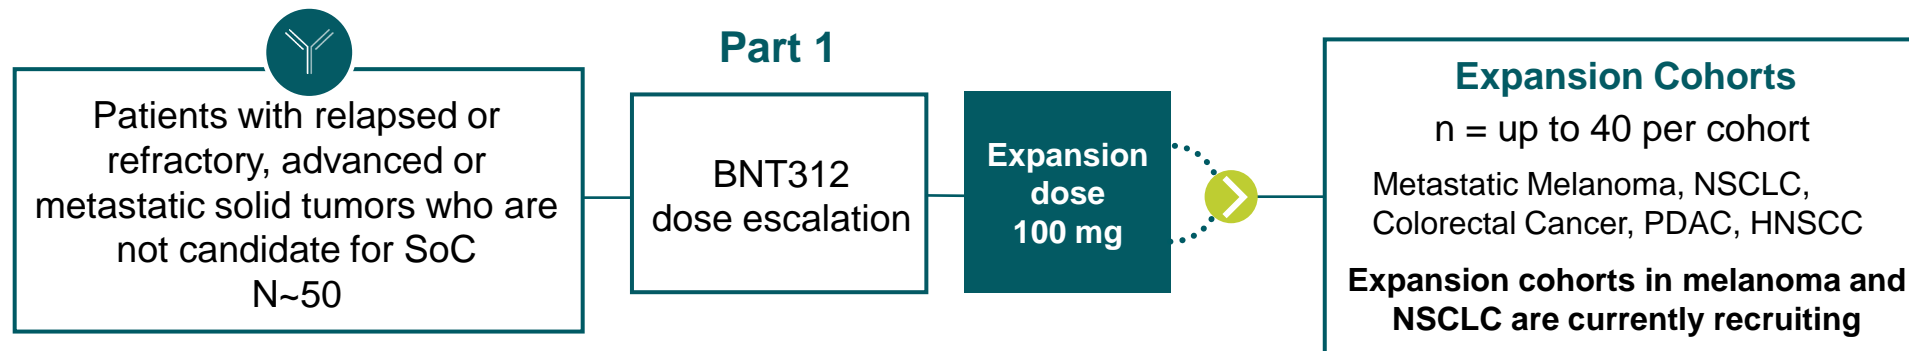 Part 1
Patients with relapsed or
refractory, advanced or
metastatic solid tumors who are
not candidate for SoC
N~50
BNT312
dose escalation
Expansion
dose
100 mg
Expansion Cohorts
n = up to 40 per cohort
Metastatic Melanoma, NSCLC,
Colorectal Cancer, PDAC, HNSCC
Expansion cohorts in melanoma and
NSCLC are currently recruiting